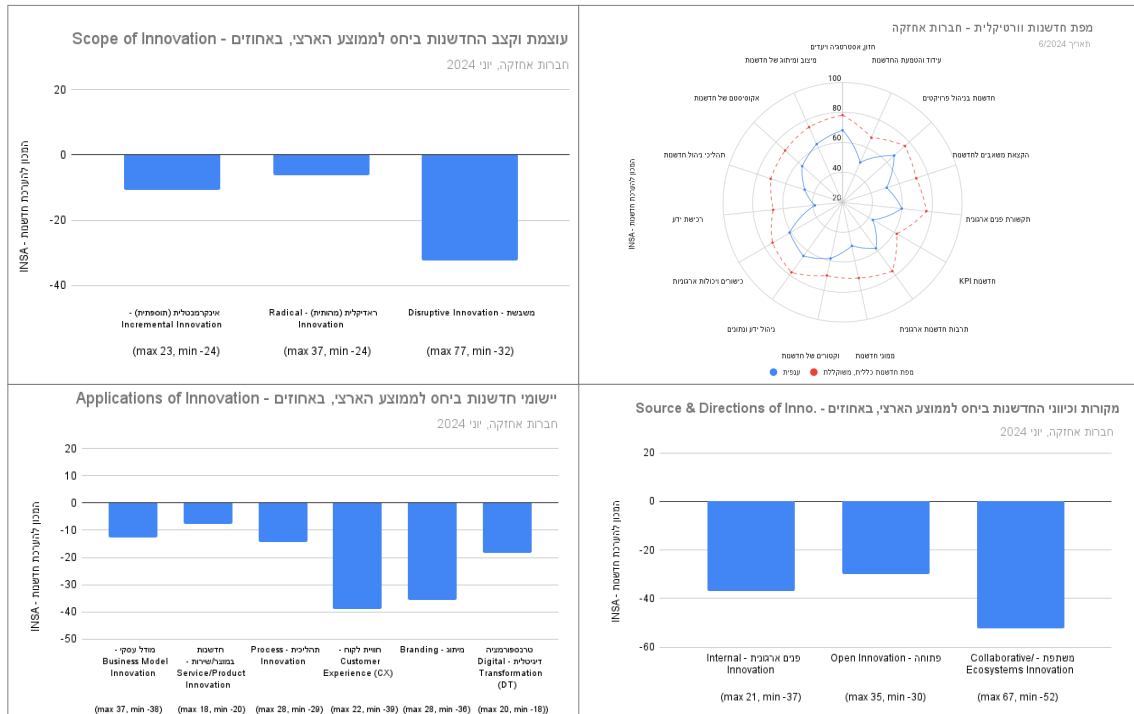 עוצמת וקצב החדשנות ביחס לממוצע הארצי, באחוזים - Scope of Innovation
חברות אחזקה, יוני 2024
המכון להערכת חדשנות - INSA
20
0
-20
-40
אינקרמנטלית (תוספתית) - Incremental Innovation
(max 23, min -24)
ראדיקלית (מהותית) - Radical Innovation
(max 37, min -24)
משבשת - Disruptive Innovation
(max 77, min -32)
מפת חדשנות וורטיקלית - חברות אחזקה
תאריך 6/2024
המכון להערכת חדשנות - INSA
100
80
60
40
20
חזון, אסטרטגיה ויעדים
עידוד והטמעת החדשנות
חדשנות בניהול פרויקטים
הקצאת משאבים לחדשנות
תקשורת פנים ארגונית
חדשנות KPI
תרבות חדשנות ארגונית
ממוני חדשנות
וקטורים של חדשנות
ניהול ידע ונתונים
כישורים ויכולות ארגוניות
רכישת ידע
תהליכי ניהול חדשנות
אקוסיסטם של חדשנות
מיצוב ומיתוג של חדשנות
ענפית
מפת חדשנות כללית, משוקללת
יישומי חדשנות ביחס לממוצע הארצי, באחוזים - Applications of Innovation
חברות אחזקה, יוני 2024
המכון להערכת חדשנות - INSA
20
10
0
-10
-20
-30
-40
-50
מודל עסקי - Business Model Innovation
(max 37, min -38)
חדשנות במוצר/שירות - Service/Product Innovation
(max 18, min -20)
תהליכית - Process Innovation
(max 28, min -29)
חוויית לקוח - Customer Experience (CX)
(max 22, min -39)
מיתוג - Branding
(max 28, min -36)
טרנספורמציה דיגיטלית - Digital Transformation (DT)
(max 20, min -18))
מקורות וכיווני החדשנות ביחס לממוצע הארצי, באחוזים - .Source & Directions of Inno
חברות אחזקה, יוני 2024
המכון להערכת חדשנות - INSA
20
0
-20
-40
-60
פנים ארגונית - Internal Innovation
(max 21, min -37)
פתוחה - Open Innovation
(max 35, min -30)
משתפת - Collaborative/ Ecosystems Innovation
(max 67, min -52)